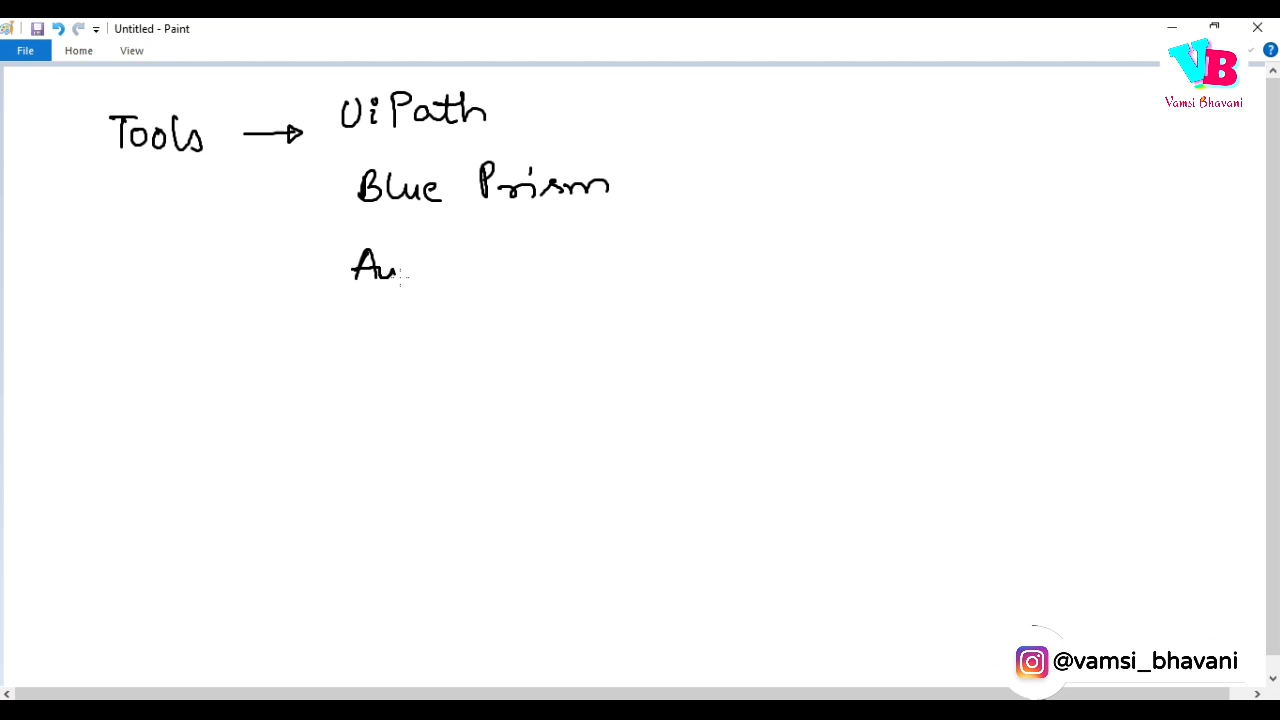 Untitled - Paint
File Home View
VB
Vamsi Bhavani
Tools → UiPath
Blue Prism
Au
@vamsi_bhavani